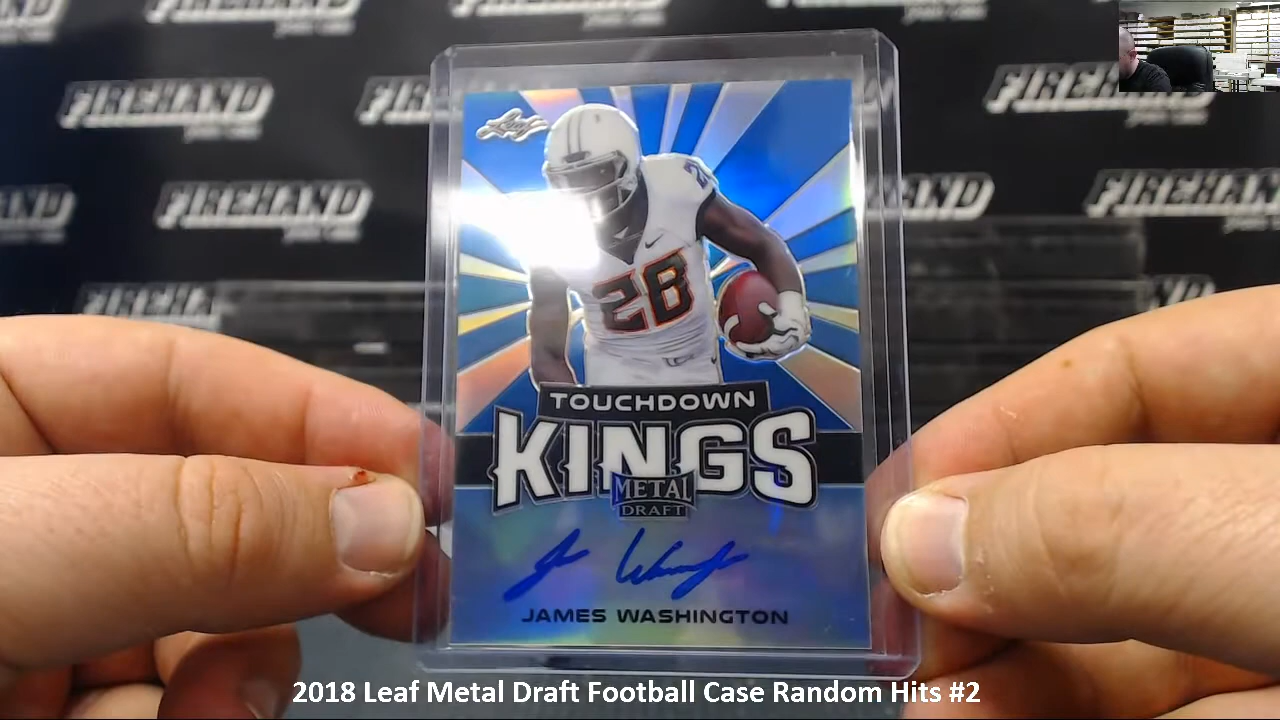 FIREHAND
FIREHAND
FIREHAND
FIREHAND
FIREHAND
FIREHAND
Leaf
28
28
TOUCHDOWN
KINGS
METAL
DRAFT
JAMES WASHINGTON
2018 Leaf Metal Draft Football Case Random Hits #2